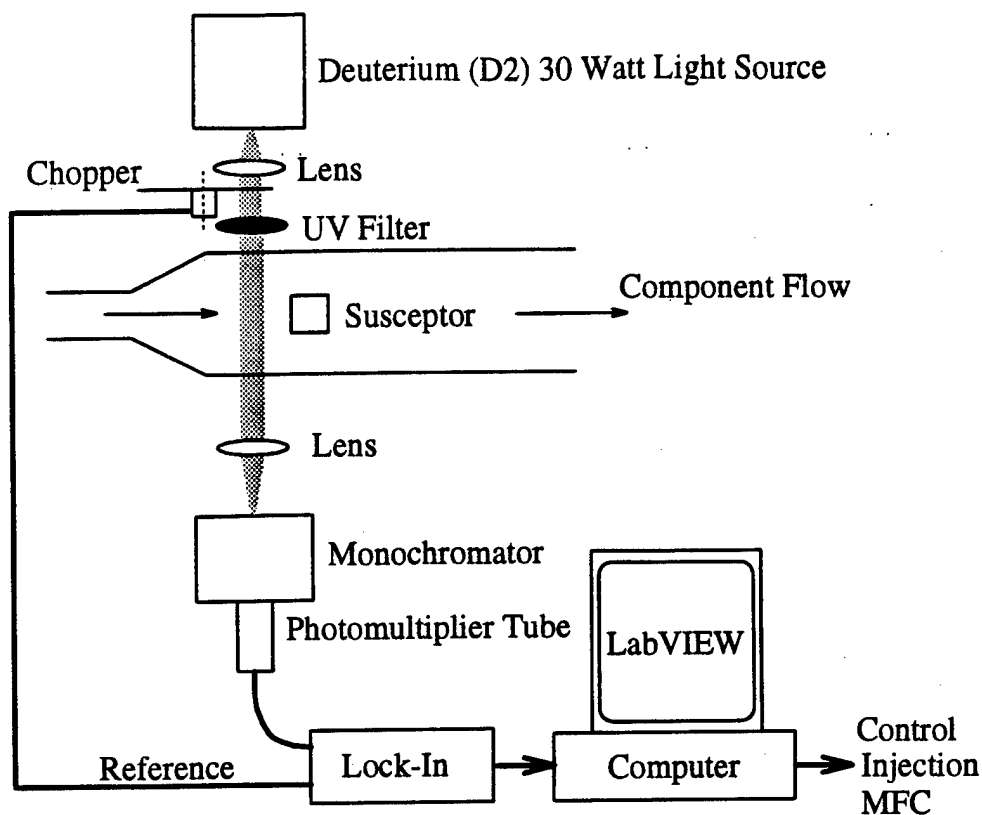 Deuterium (D2) 30 Watt Light Source
Chopper
Lens
UV Filter
Component Flow
Susceptor
Lens
Monochromator
Photomultiplier Tube
LabVIEW
Reference
Lock-In
Computer
Control
Injection
MFC